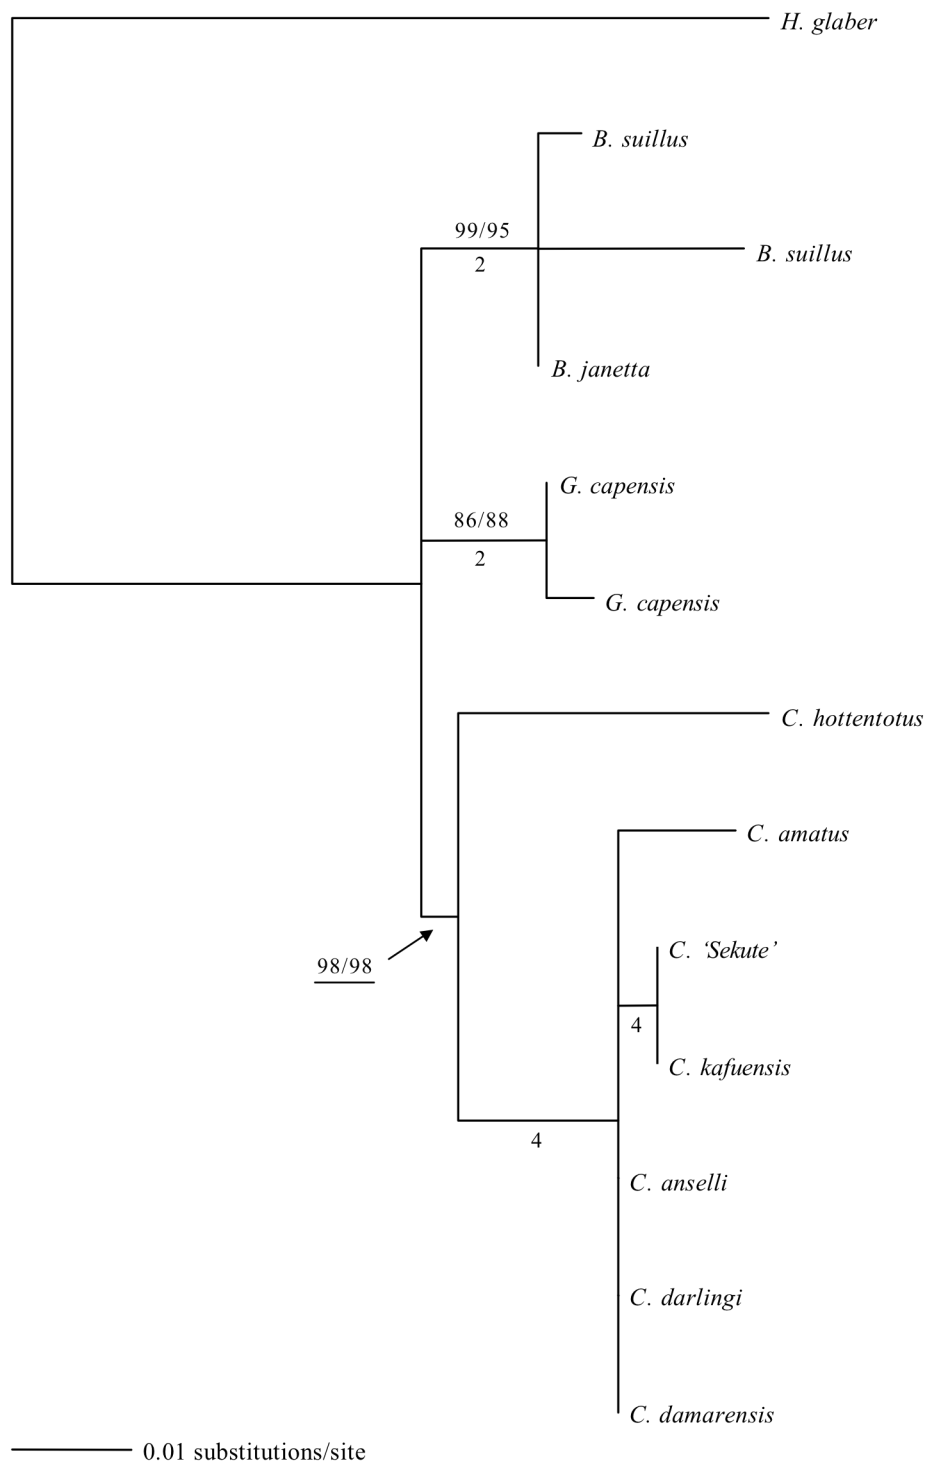 H. glaber
B. suillus
99/95
2
B. suillus
B. janetta
G. capensis
86/88
2
G. capensis
C. hottentotus
C. amatus
C. ‘Sekute’
98/98
4
C. kafuensis
4
C. anselli
C. darlingi
C. damarensis
0.01 substitutions/site